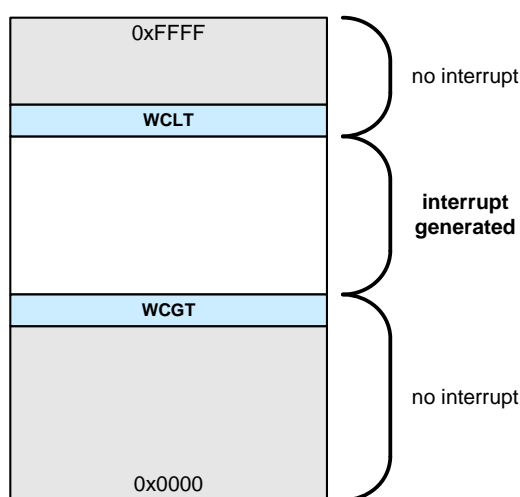 0xFFFF
no interrupt
WCLT
interrupt
generated
WCGT
no interrupt
0x0000